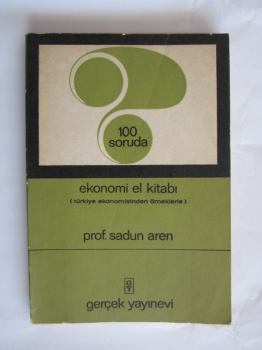 100
soruda
ekonomi el kitabı
(türkiye ekonomisinden örneklerle)
prof. sadun aren
gerçek yayınevi